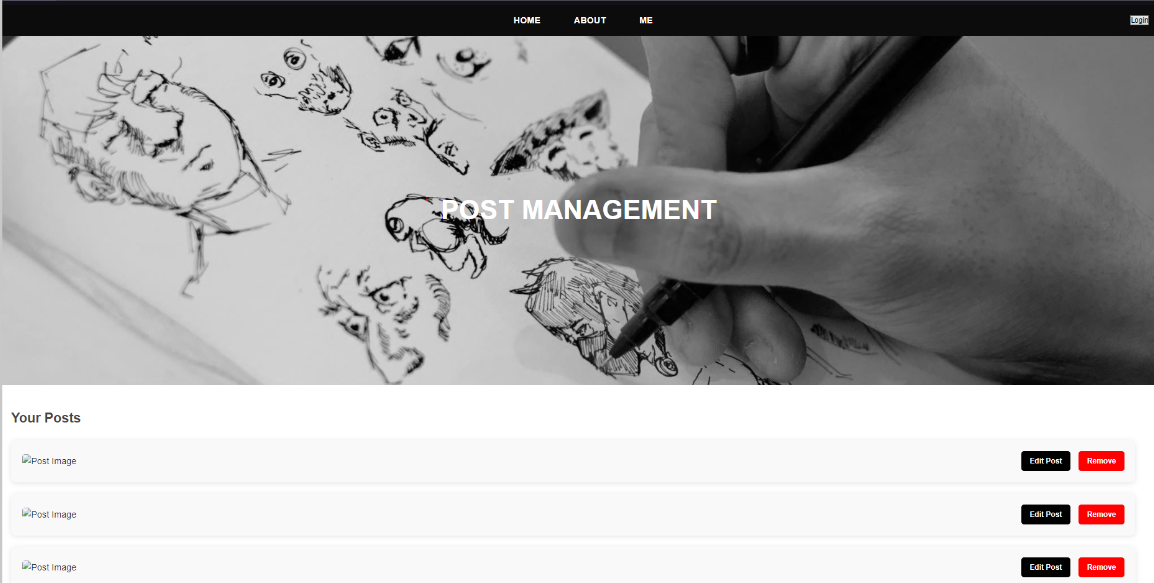 HOME ABOUT ME Login
POST MANAGEMENT
Your Posts
Post Image Edit Post Remove
Post Image Edit Post Remove
Post Image Edit Post Remove